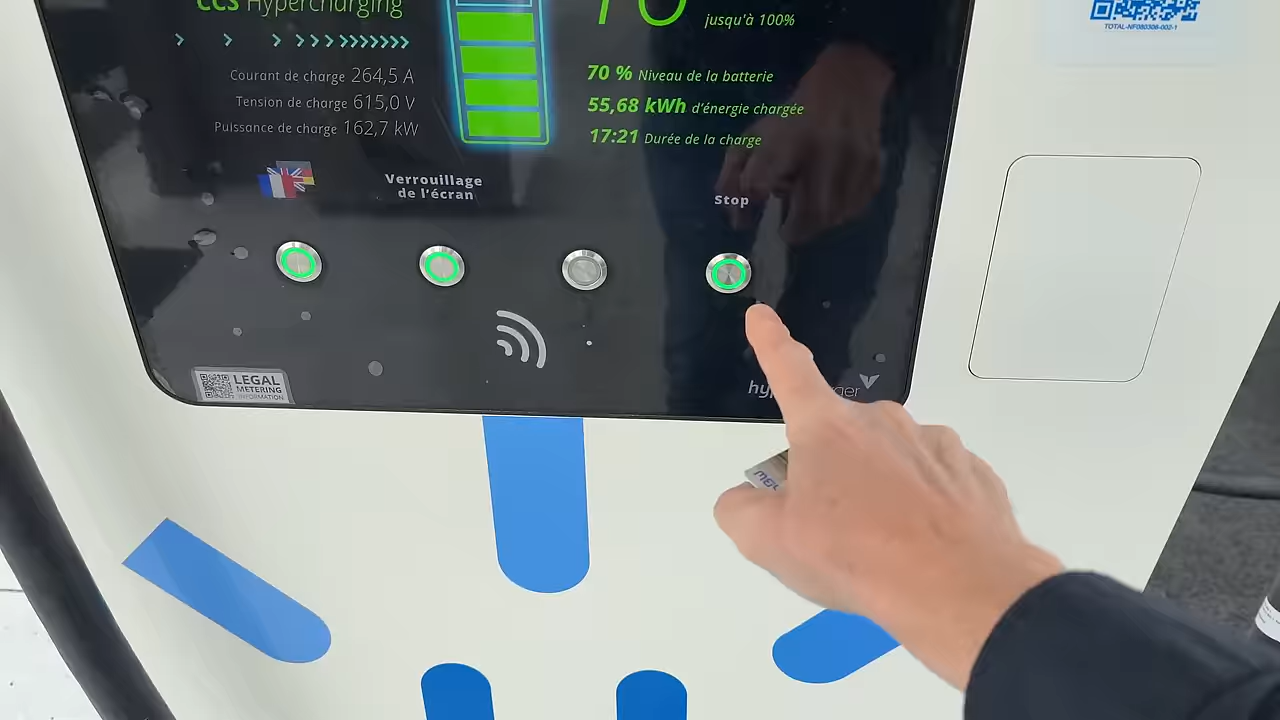 CCS Hypercharging
jusqu'à 100%
Courant de charge 264,5 A
Tension de charge 615,0 V
Puissance de charge 162,7 kW
70 % Niveau de la batterie
55,68 kWh d'énergie chargée
17:21 Durée de la charge
Verrouillage
de l'écran
Stop
LEGAL
METERING
INFORMATION
TOTAL-NF080308-002-1